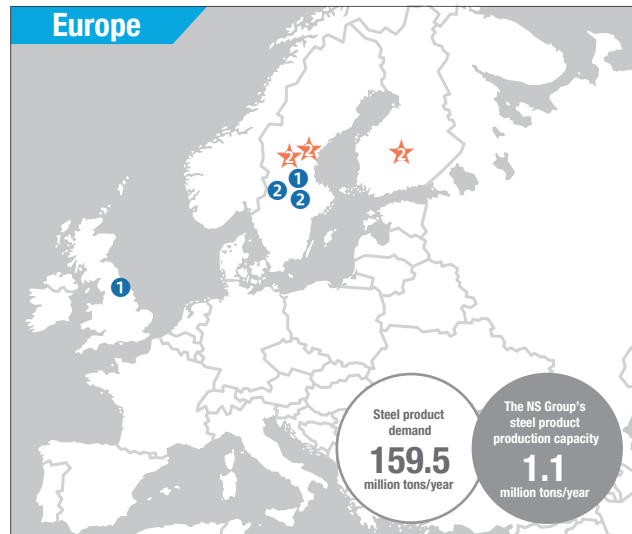 Europe
2
2
2
1
2
2
1
Steel product
demand
159.5
million tons/year
The NS Group's
steel product
production capacity
1.1
million tons/year